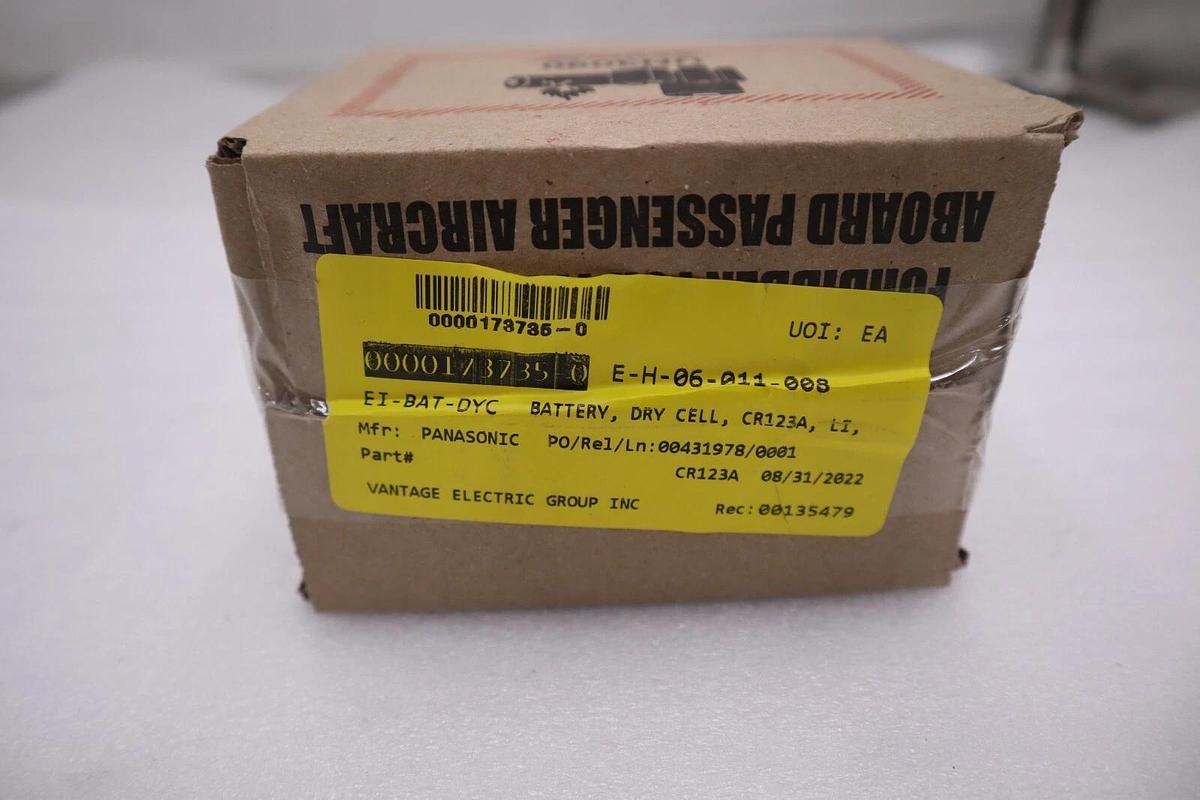 ABOARD PASSENGER AIRCRAFT
0000173735-0
UOI: EA
0000173735-0 E-H-06-011-008
EI-BAT-DYC BATTERY, DRY CELL, CR123A, LI,
Mfr: PANASONIC PO/Rel/Ln:00431978/0001
Part# CR123A 08/31/2022
VANTAGE ELECTRIC GROUP INC Rec:00135479